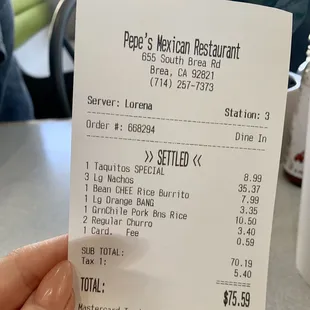 Pepe's Mexican Restaurant
655 South Brea Rd
Brea, CA 92821
(714) 257-7373
Server: Lorena
Station: 3
Order #: 668294
Dine In
>> SETTLED <<
1 Taquitos SPECIAL 8.99
3 Lg Nachos 35.37
1 Bean CHEE Rice Burrito 7.99
1 Lg Orange BANG 3.35
1 GrnChile Pork Bns Rice 10.50
2 Regular Churro 3.40
1 Card. Fee 0.59
SUB TOTAL: 70.19
Tax 1: 5.40
TOTAL: $75.59
Mastercard